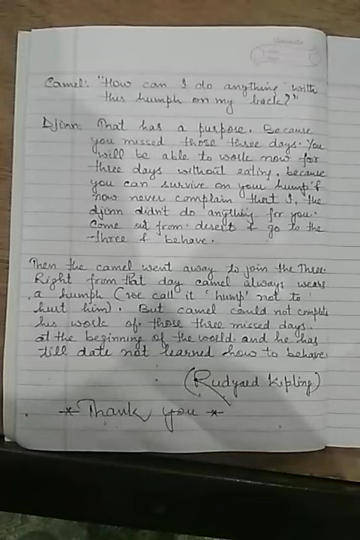 Camel: "How can I do anything with
this humph on my back?"
Djinn: That has a purpose. Because
you missed those three days. You
will be able to work now for
three days without eating, because
you can survive on your humph &
now never complain that I, the
djinn didn't do anything for you.
Come out from desert & go to the
three & behave.
Then the camel went away to join the Three.
Right from that day camel always wears
a humph (we call it 'hump' not to
hurt him). But camel could not complete
his work of those three missed days
at the beginning of the world and he has
till date not learned how to behave
(Rudyard Kipling)
Thank you